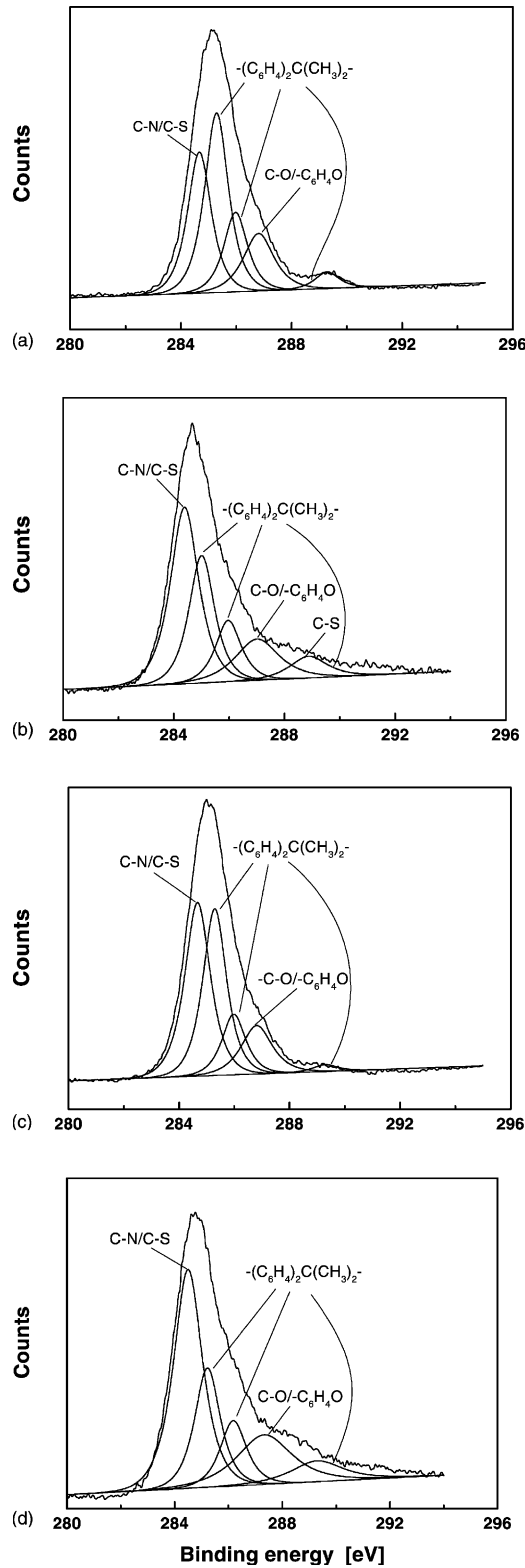 Counts
-(C₆H₄)₂C(CH₃)₂-
C-N/C-S
C-O/-C₆H₄O
(a)
280 284 288 292 296
Counts
C-N/C-S
-(C₆H₄)₂C(CH₃)₂-
C-O/-C₆H₄O
C-S
(b)
280 284 288 292 296
Counts
-(C₆H₄)₂C(CH₃)₂-
C-N/C-S
-C-O/-C₆H₄O
(c)
280 284 288 292 296
Counts
C-N/C-S
-(C₆H₄)₂C(CH₃)₂-
C-O/-C₆H₄O
(d)
280 284 288 292 296
Binding energy [eV]